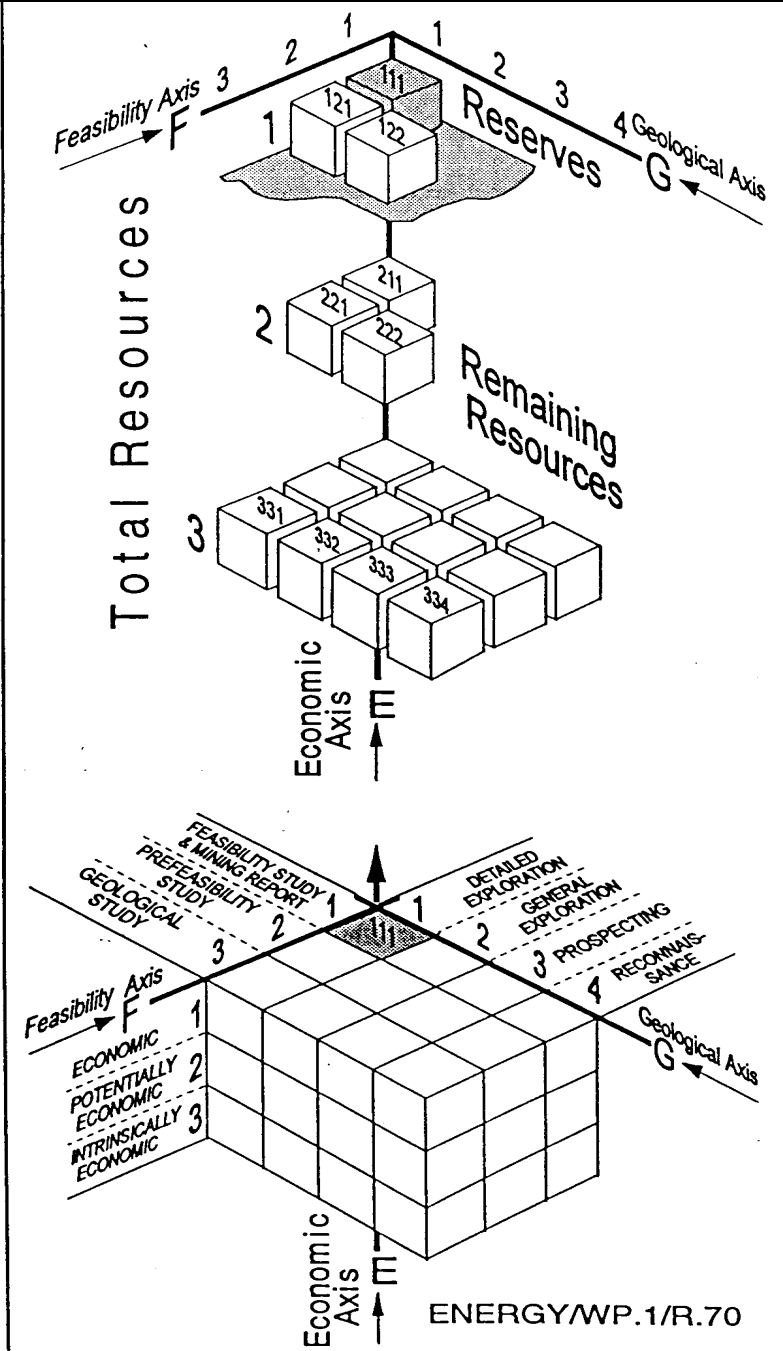 1
2
3
Feasibility Axis
F
1
2
3
4
Geological Axis
G
Total Resources
1
111
121
122
Reserves
2
211
221
222
Remaining
Resources
3
331
332
333
334
Economic
Axis
E
FEASIBILITY STUDY
& MINING REPORT
PREFEASIBILITY
STUDY
GEOLOGICAL
STUDY
1
2
3
Feasibility Axis
F
DETAILED
EXPLORATION
GENERAL
EXPLORATION
PROSPECTING
RECONNAIS-
SANCE
1
2
3
4
Geological Axis
G
111
ECONOMIC
1
POTENTIALLY
ECONOMIC
2
INTRINSICALLY
ECONOMIC
3
Economic
Axis
E
ENERGY/WP.1/R.70